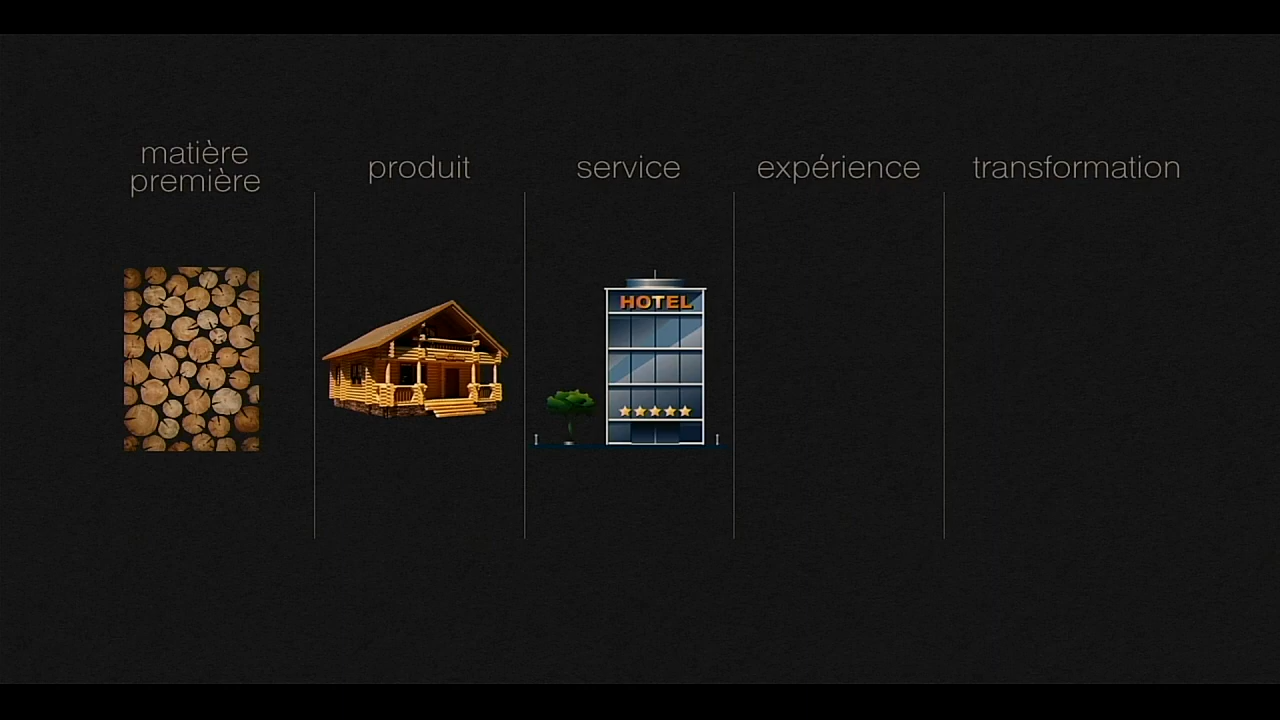 matière
première
produit
service
expérience
transformation
HOTEL